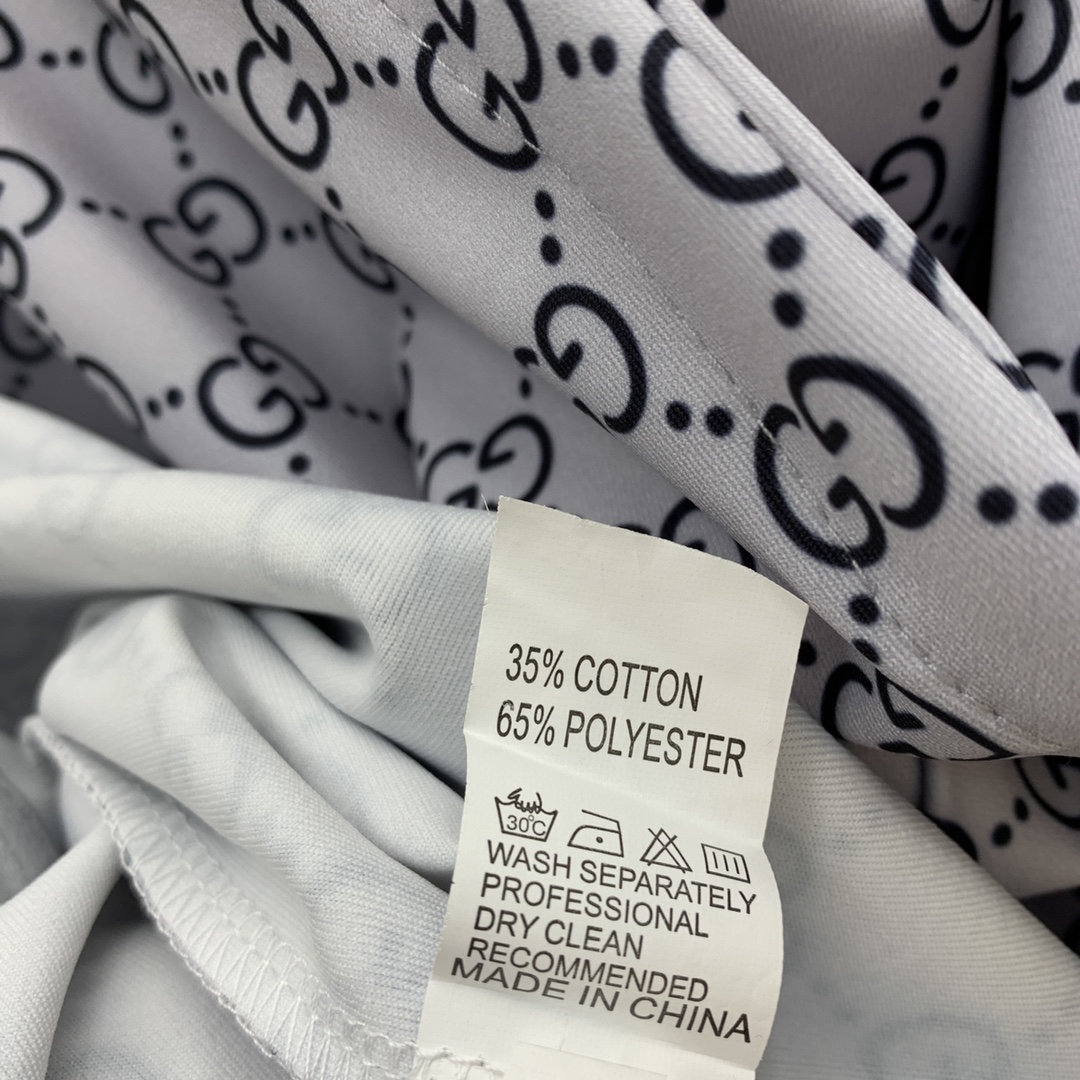 35% COTTON
65% POLYESTER
30°C
WASH SEPARATELY
PROFESSIONAL
DRY CLEAN
RECOMMENDED
MADE IN CHINA